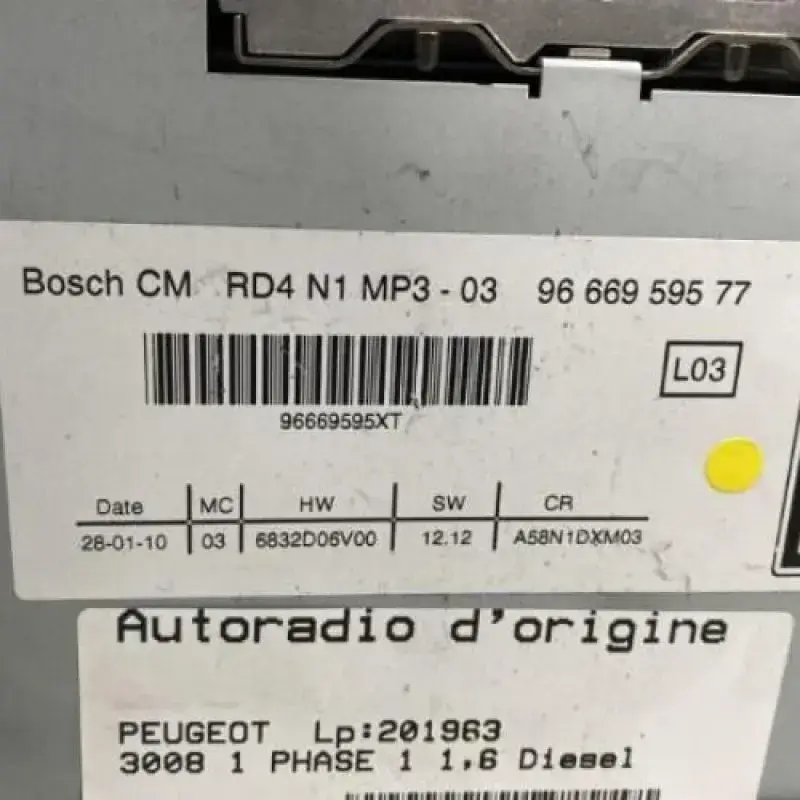 Bosch CM RD4 N1 MP3 - 03 96 669 595 77
L03
96669595XT
Date MC HW SW CR
28-01-10 03 6832D06V00 12.12 A58N1DXM03
Autoradio d'origine
PEUGEOT Lp:201963
3008 1 PHASE 1 1,6 Diesel